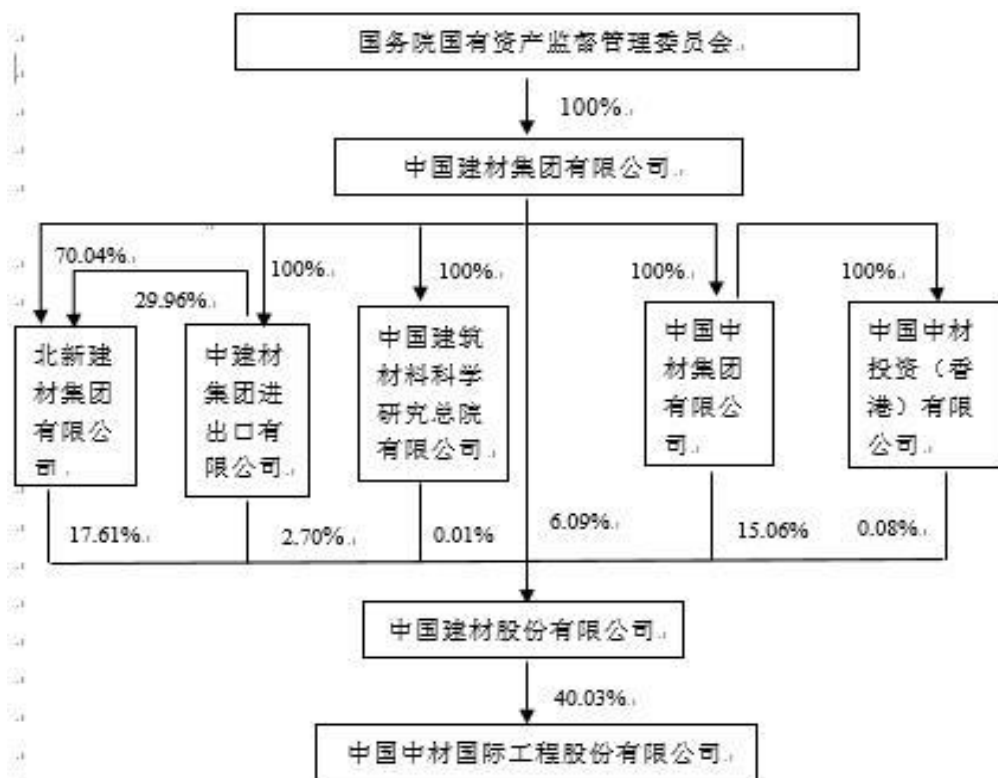 国务院国有资产监督管理委员会
100%
中国建材集团有限公司
70.04%
29.96%
100%
100%
100%
100%
北新建
材集团
有限公
司
中建材
集团进
出口有
限公司
中国建筑
材料科学
研究总院
有限公司
中国中
材集团
有限公
司
中国中材
投资（香
港）有限
公司
17.61%
2.70%
0.01%
6.09%
15.06%
0.08%
中国建材股份有限公司
40.03%
中国中材国际工程股份有限公司